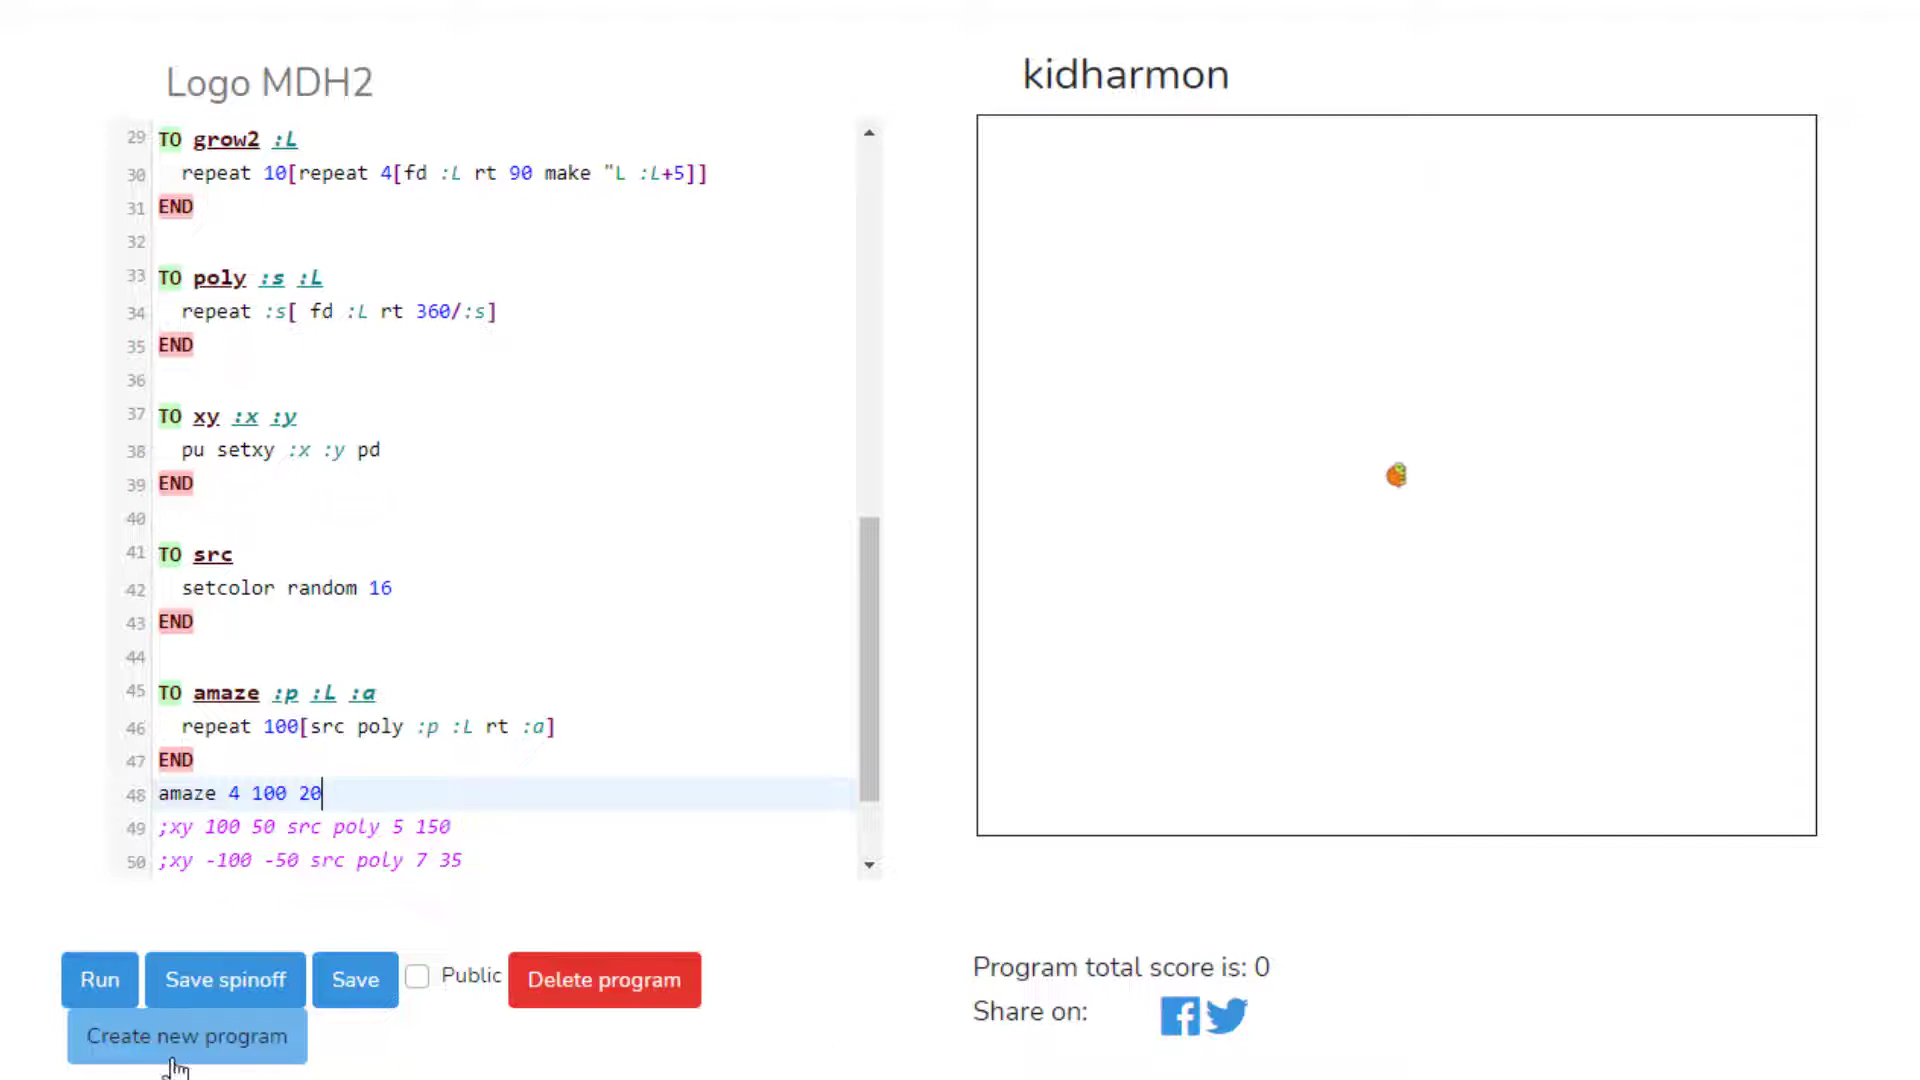 Logo MDH2
kidharmon
29 TO grow2 :L
30 repeat 10[repeat 4[fd :L rt 90 make "L :L+5]]
31 END
32
33 TO poly :s :L
34 repeat :s[ fd :L rt 360/:s]
35 END
36
37 TO xy :x :y
38 pu setxy :x :y pd
39 END
40
41 TO src
42 setcolor random 16
43 END
44
45 TO amaze :p :L :a
46 repeat 100[src poly :p :L rt :a]
47 END
48 amaze 4 100 20
49 ;xy 100 50 src poly 5 150
50 ;xy -100 -50 src poly 7 35
Run Save spinoff Save Public Delete program
Create new program
Program total score is: 0
Share on: